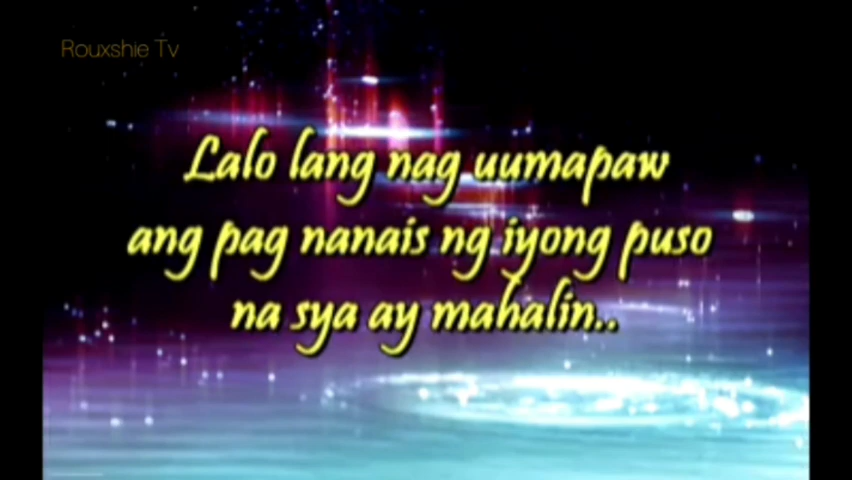 Rouxshie Tv
Lalo lang nag uumapaw
ang pag nanais ng iyong puso
na sya ay mahalin..